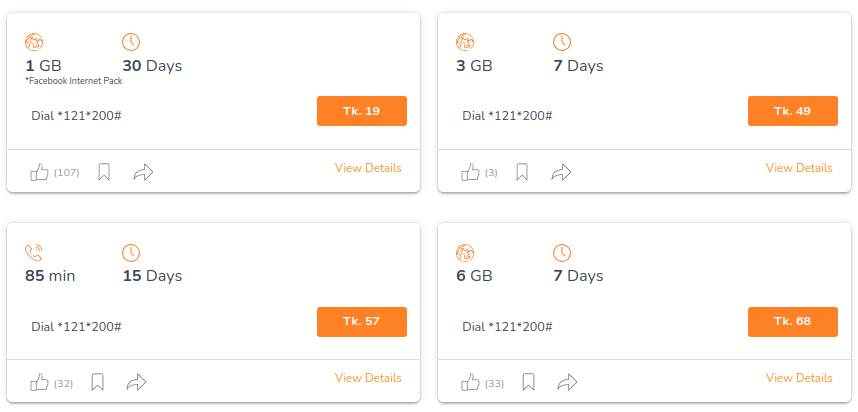 1 GB 30 Days
*Facebook Internet Pack
Dial *121*200# Tk. 19
(107) View Details
3 GB 7 Days
Dial *121*200# Tk. 49
(3) View Details
85 min 15 Days
Dial *121*200# Tk. 57
(32) View Details
6 GB 7 Days
Dial *121*200# Tk. 68
(33) View Details